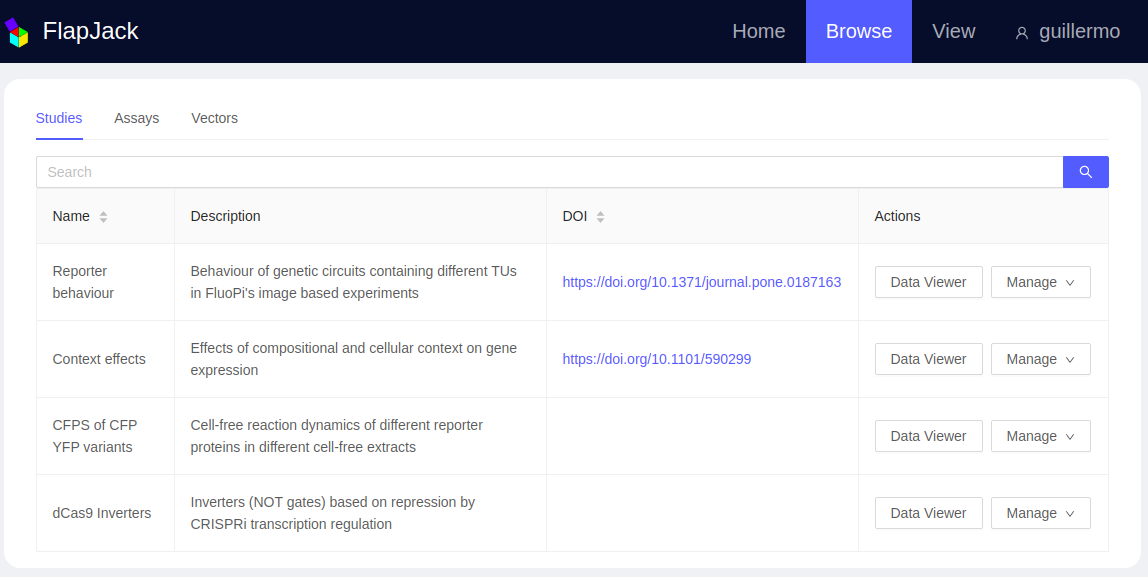 FlapJack
Home Browse View guillermo
Studies Assays Vectors
Search
Name Description DOI Actions
Reporter
behaviour
Behaviour of genetic circuits containing different TUs
in FluoPi's image based experiments
https://doi.org/10.1371/journal.pone.0187163
Data Viewer Manage
Context effects
Effects of compositional and cellular context on gene
expression
https://doi.org/10.1101/590299
Data Viewer Manage
CFPS of CFP
YFP variants
Cell-free reaction dynamics of different reporter
proteins in different cell-free extracts
Data Viewer Manage
dCas9 Inverters
Inverters (NOT gates) based on repression by
CRISPRi transcription regulation
Data Viewer Manage